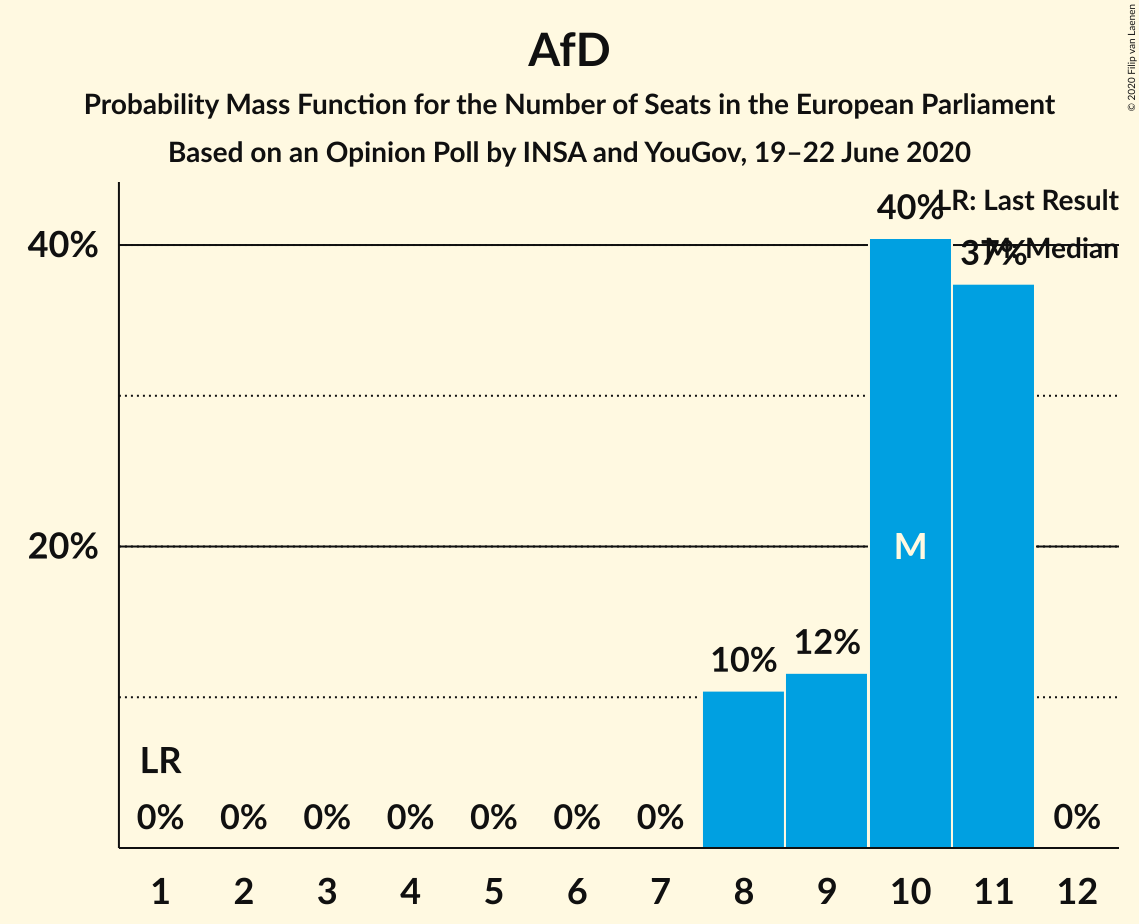 AfD
Probability Mass Function for the Number of Seats in the European Parliament
Based on an Opinion Poll by INSA and YouGov, 19–22 June 2020
© 2020 Filip van Laenen
LR: Last Result
M: Median
40%
20%
LR
0%
0%
0%
0%
0%
0%
0%
10%
12%
40%
37%
0%
M
1 2 3 4 5 6 7 8 9 10 11 12